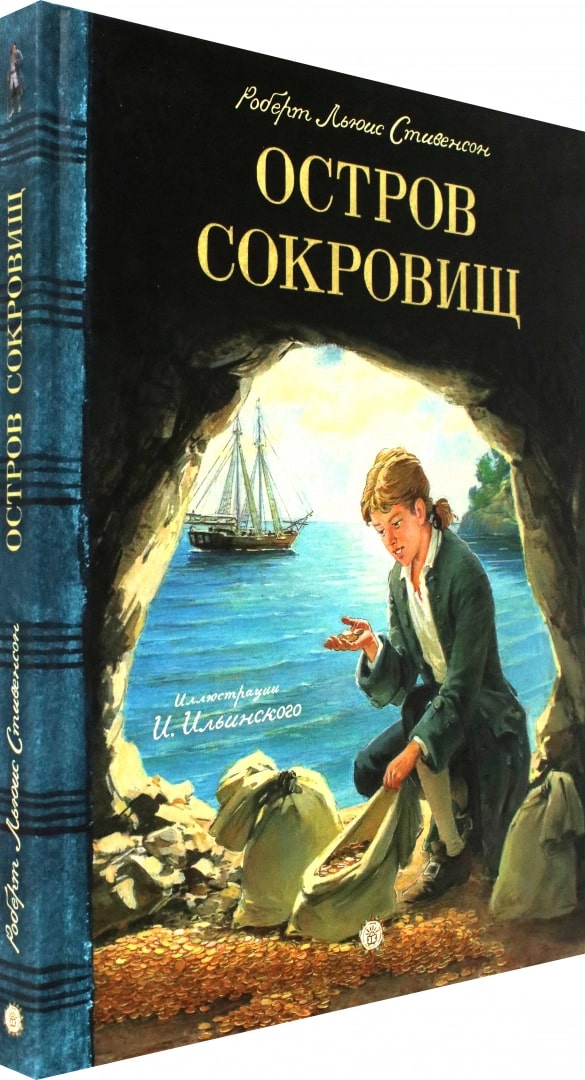 Роберт Льюис Стивенсон
ОСТРОВ
СОКРОВИЩ
Иллюстрации
И. Ильинского
ОСТРОВ СОКРОВИЩ
Роберт Льюис Стивенсон